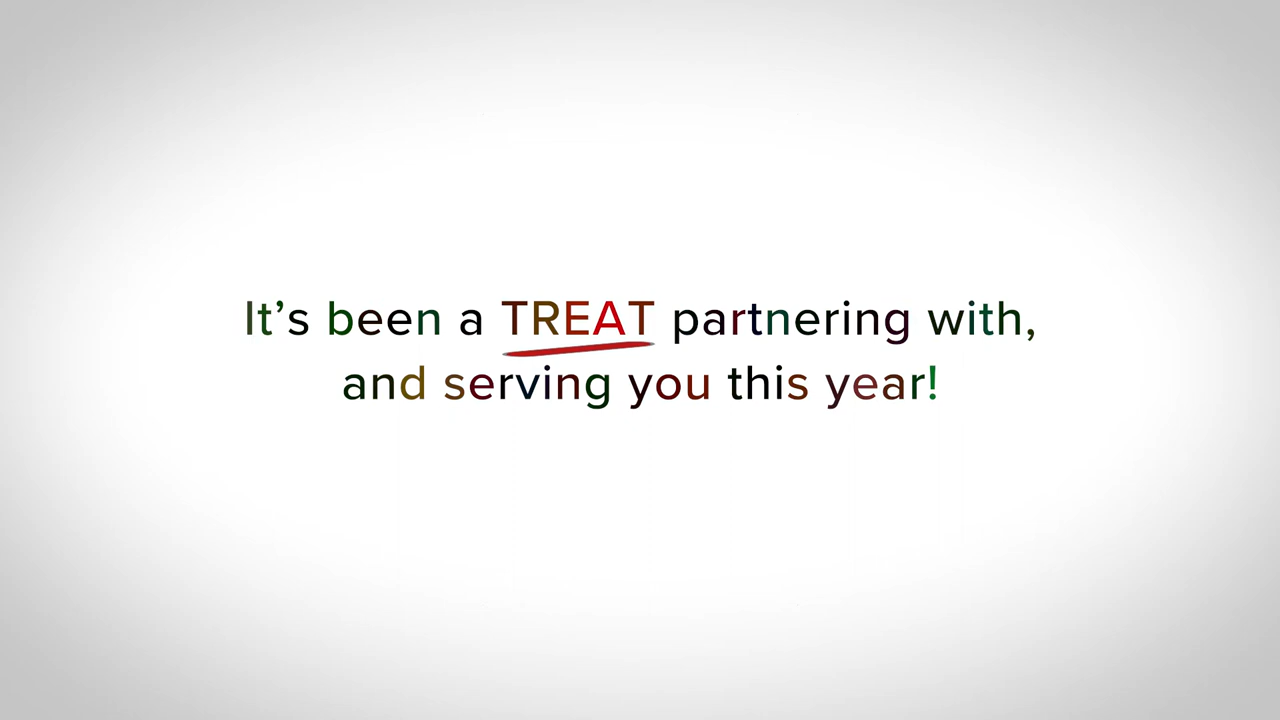 It’s been a TREAT partnering with,
and serving you this year!